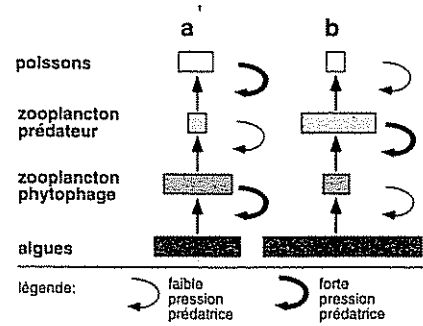 a b
poissons
zooplancton
prédateur
zooplancton
phytophage
algues
légende:
faible
pression
prédatrice
forte
pression
prédatrice